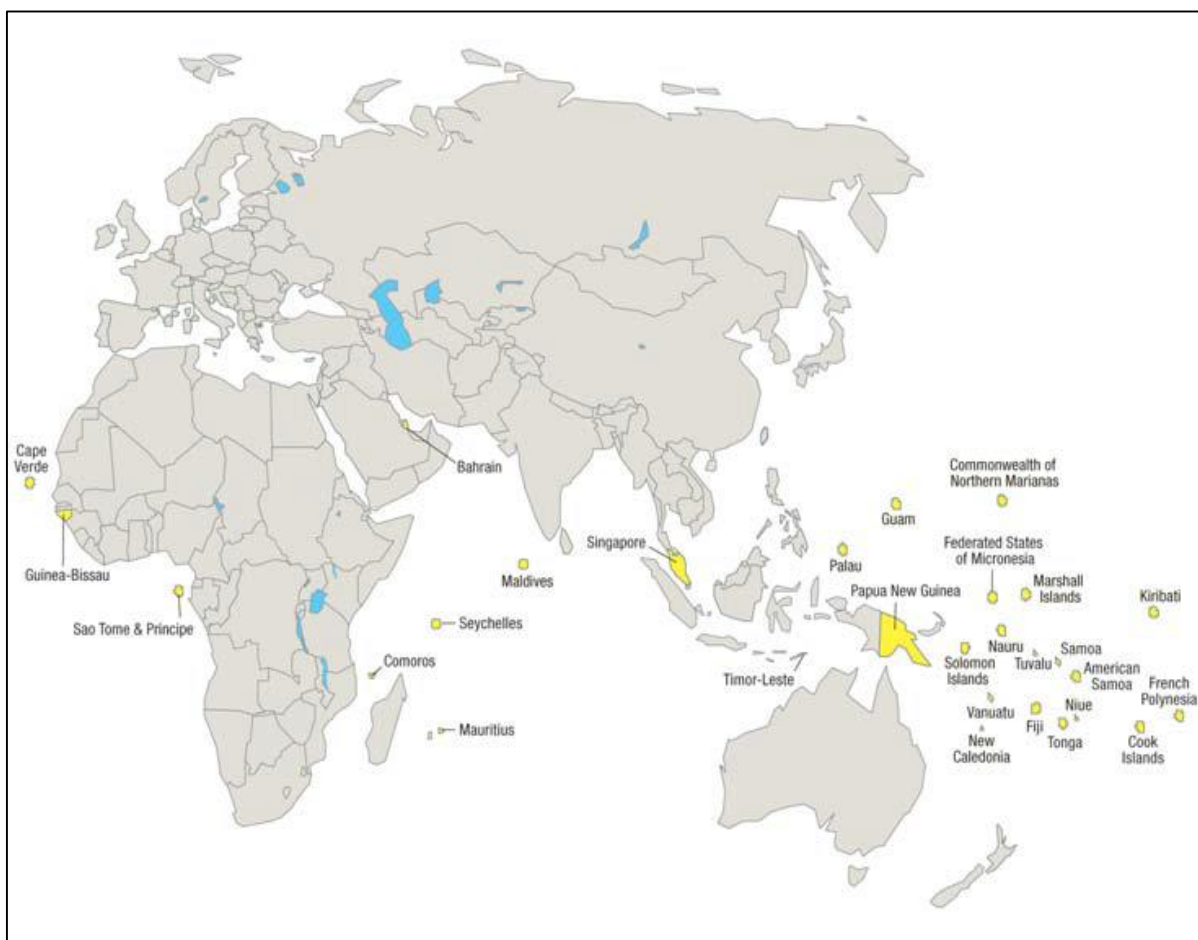 Cape
Verde
Guinea-Bissau
Sao Tome & Principe
Bahrain
Maldives
Seychelles
Comoros
Mauritius
Singapore
Timor-Leste
Commonwealth of
Northern Marianas
Guam
Palau
Federated States
of Micronesia
Papua New Guinea
Marshall
Islands
Kiribati
Nauru
Solomon
Islands
Tuvalu
Samoa
American
Samoa
French
Polynesia
Vanuatu
New
Caledonia
Fiji
Tonga
Niue
Cook
Islands